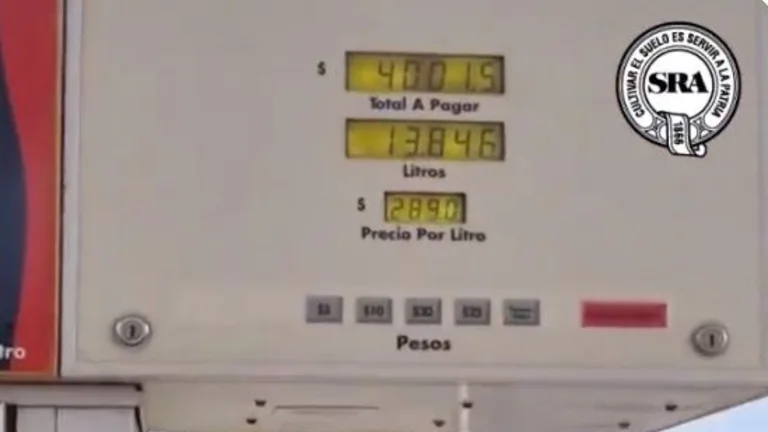 $ 4001.5
Total A Pagar
13.846
Litros
$ 289.0
Precio Por Litro
$5 $10 $20
Pesos
tro
CULTIVAR EL SUELO ES SERVIR A LA PATRIA
SRA
1866